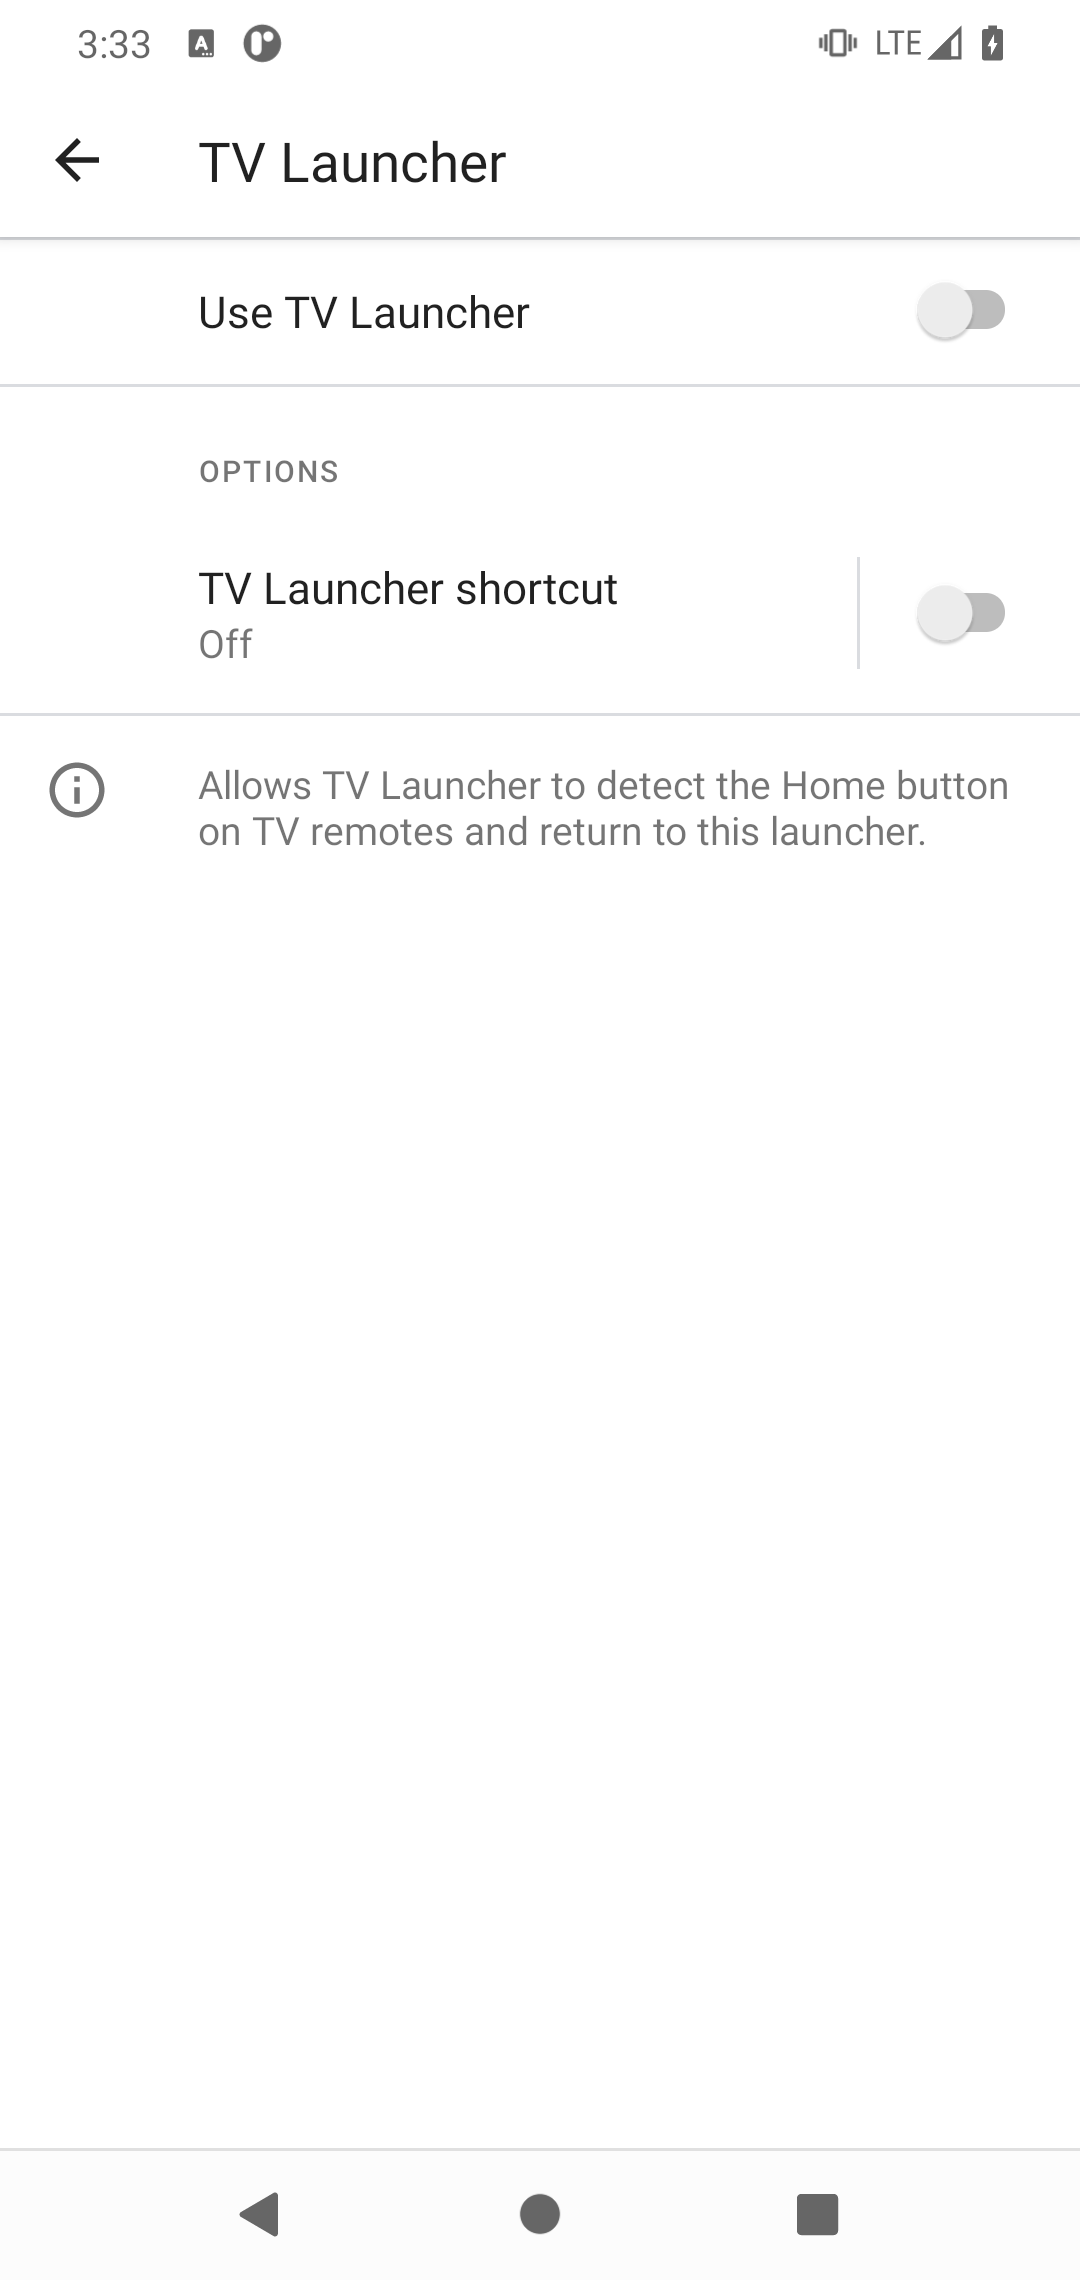 3:33
LTE
TV Launcher
Use TV Launcher
OPTIONS
TV Launcher shortcut
Off
Allows TV Launcher to detect the Home button
on TV remotes and return to this launcher.